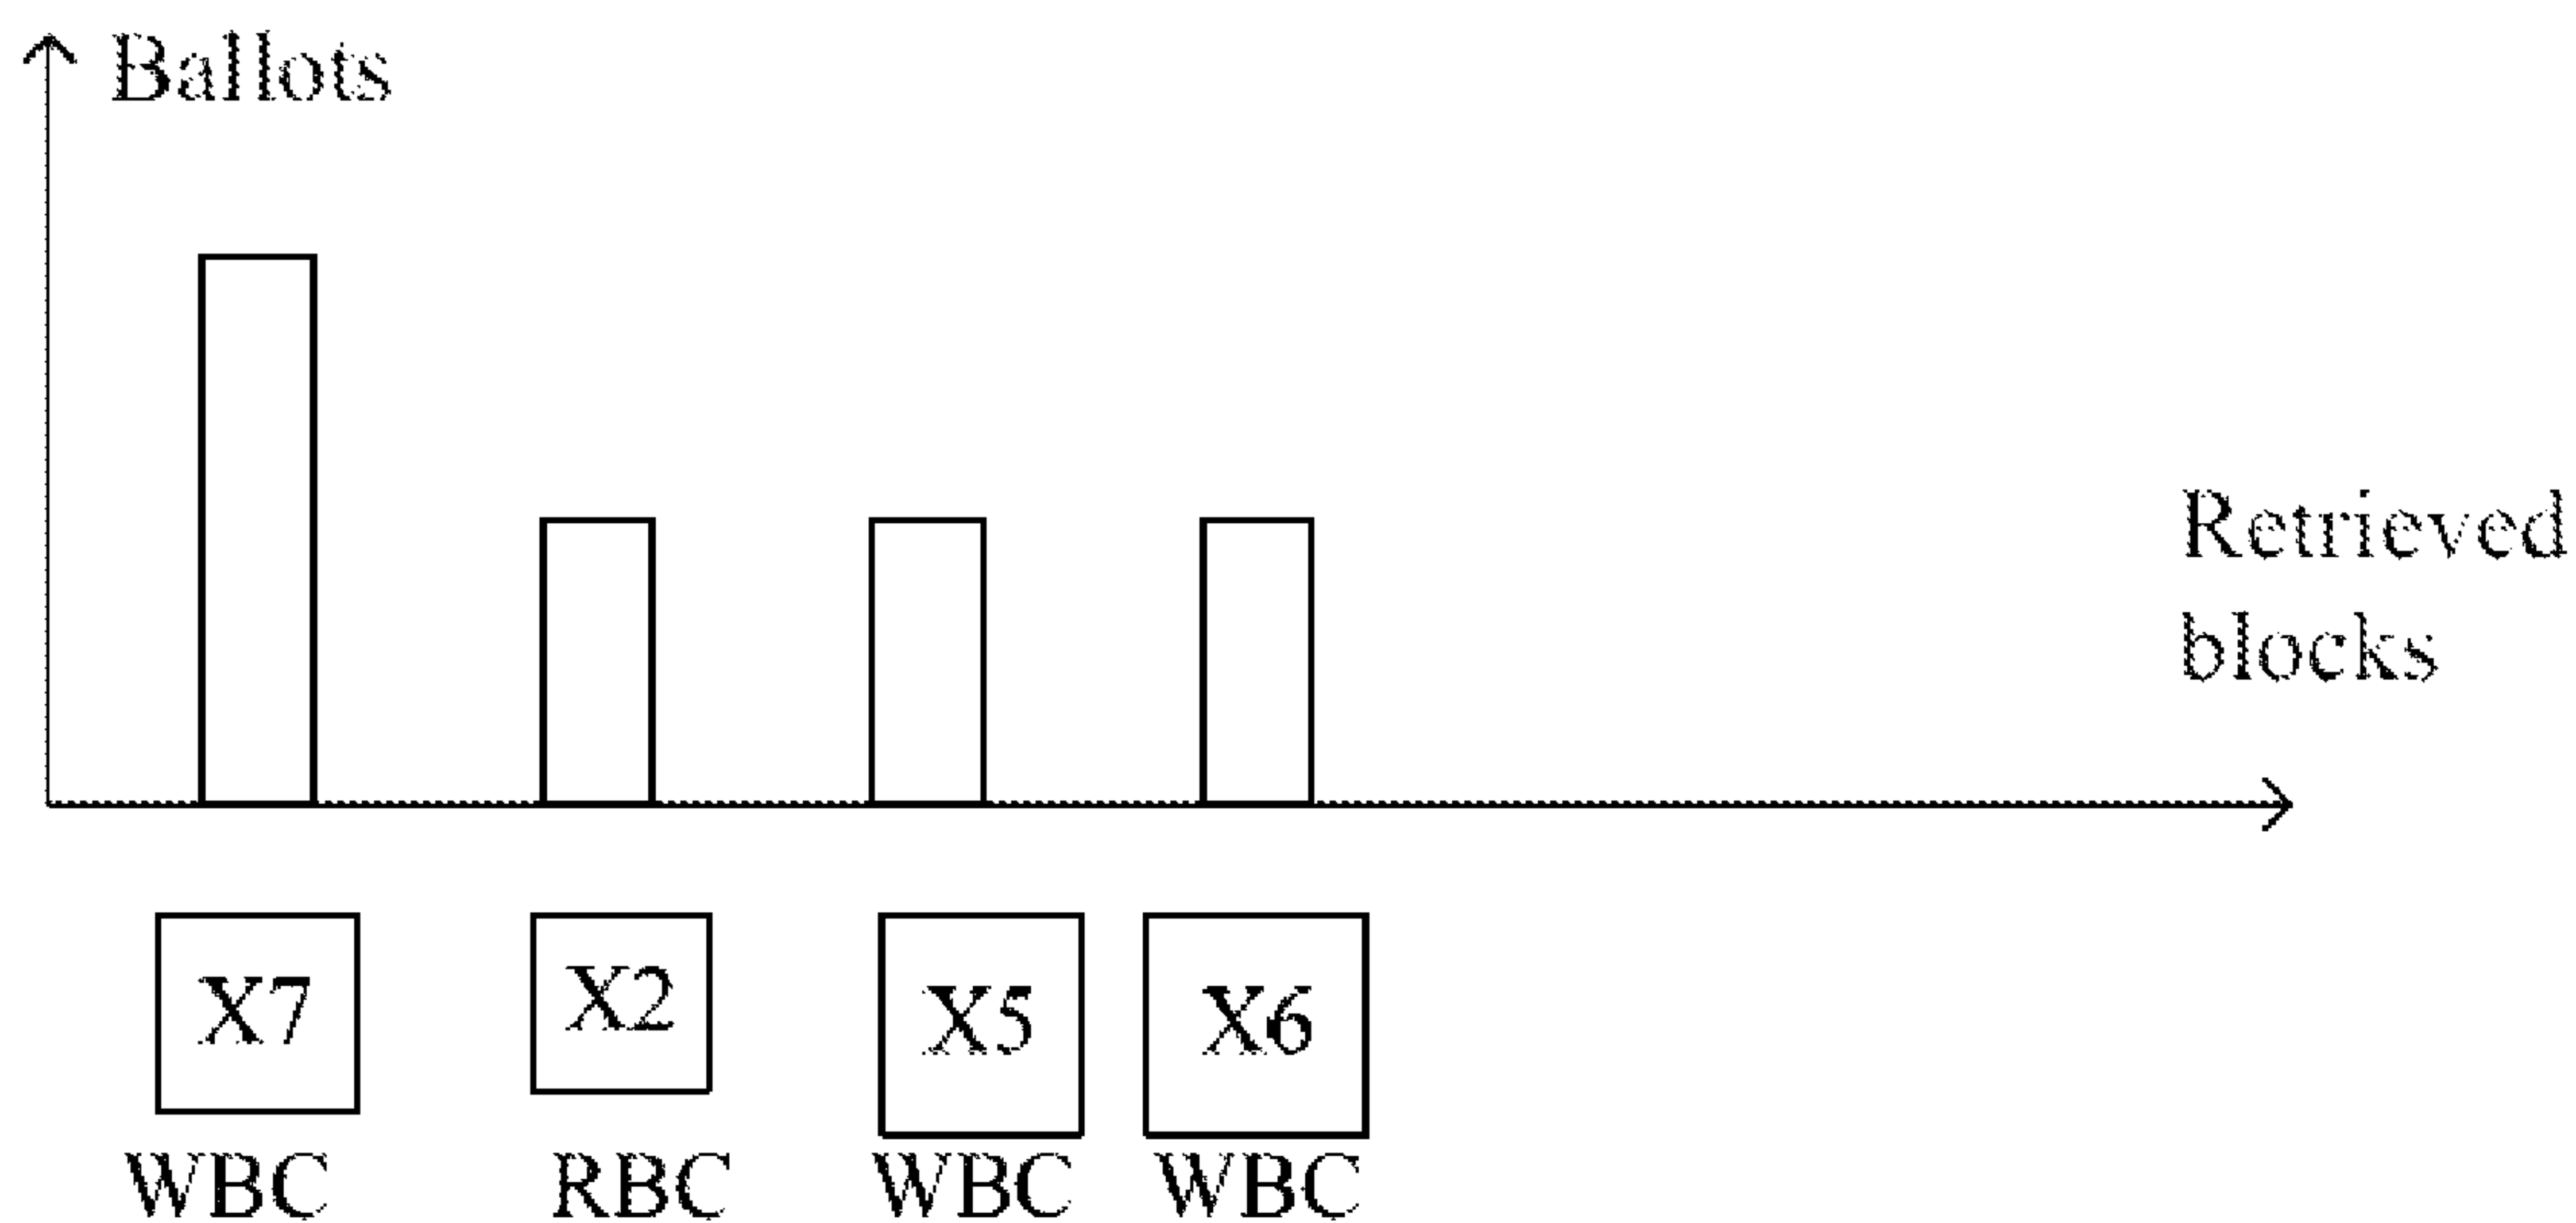 Ballots
Retrieved
blocks
X7 X2 X5 X6
WBC RBC WBC WBC